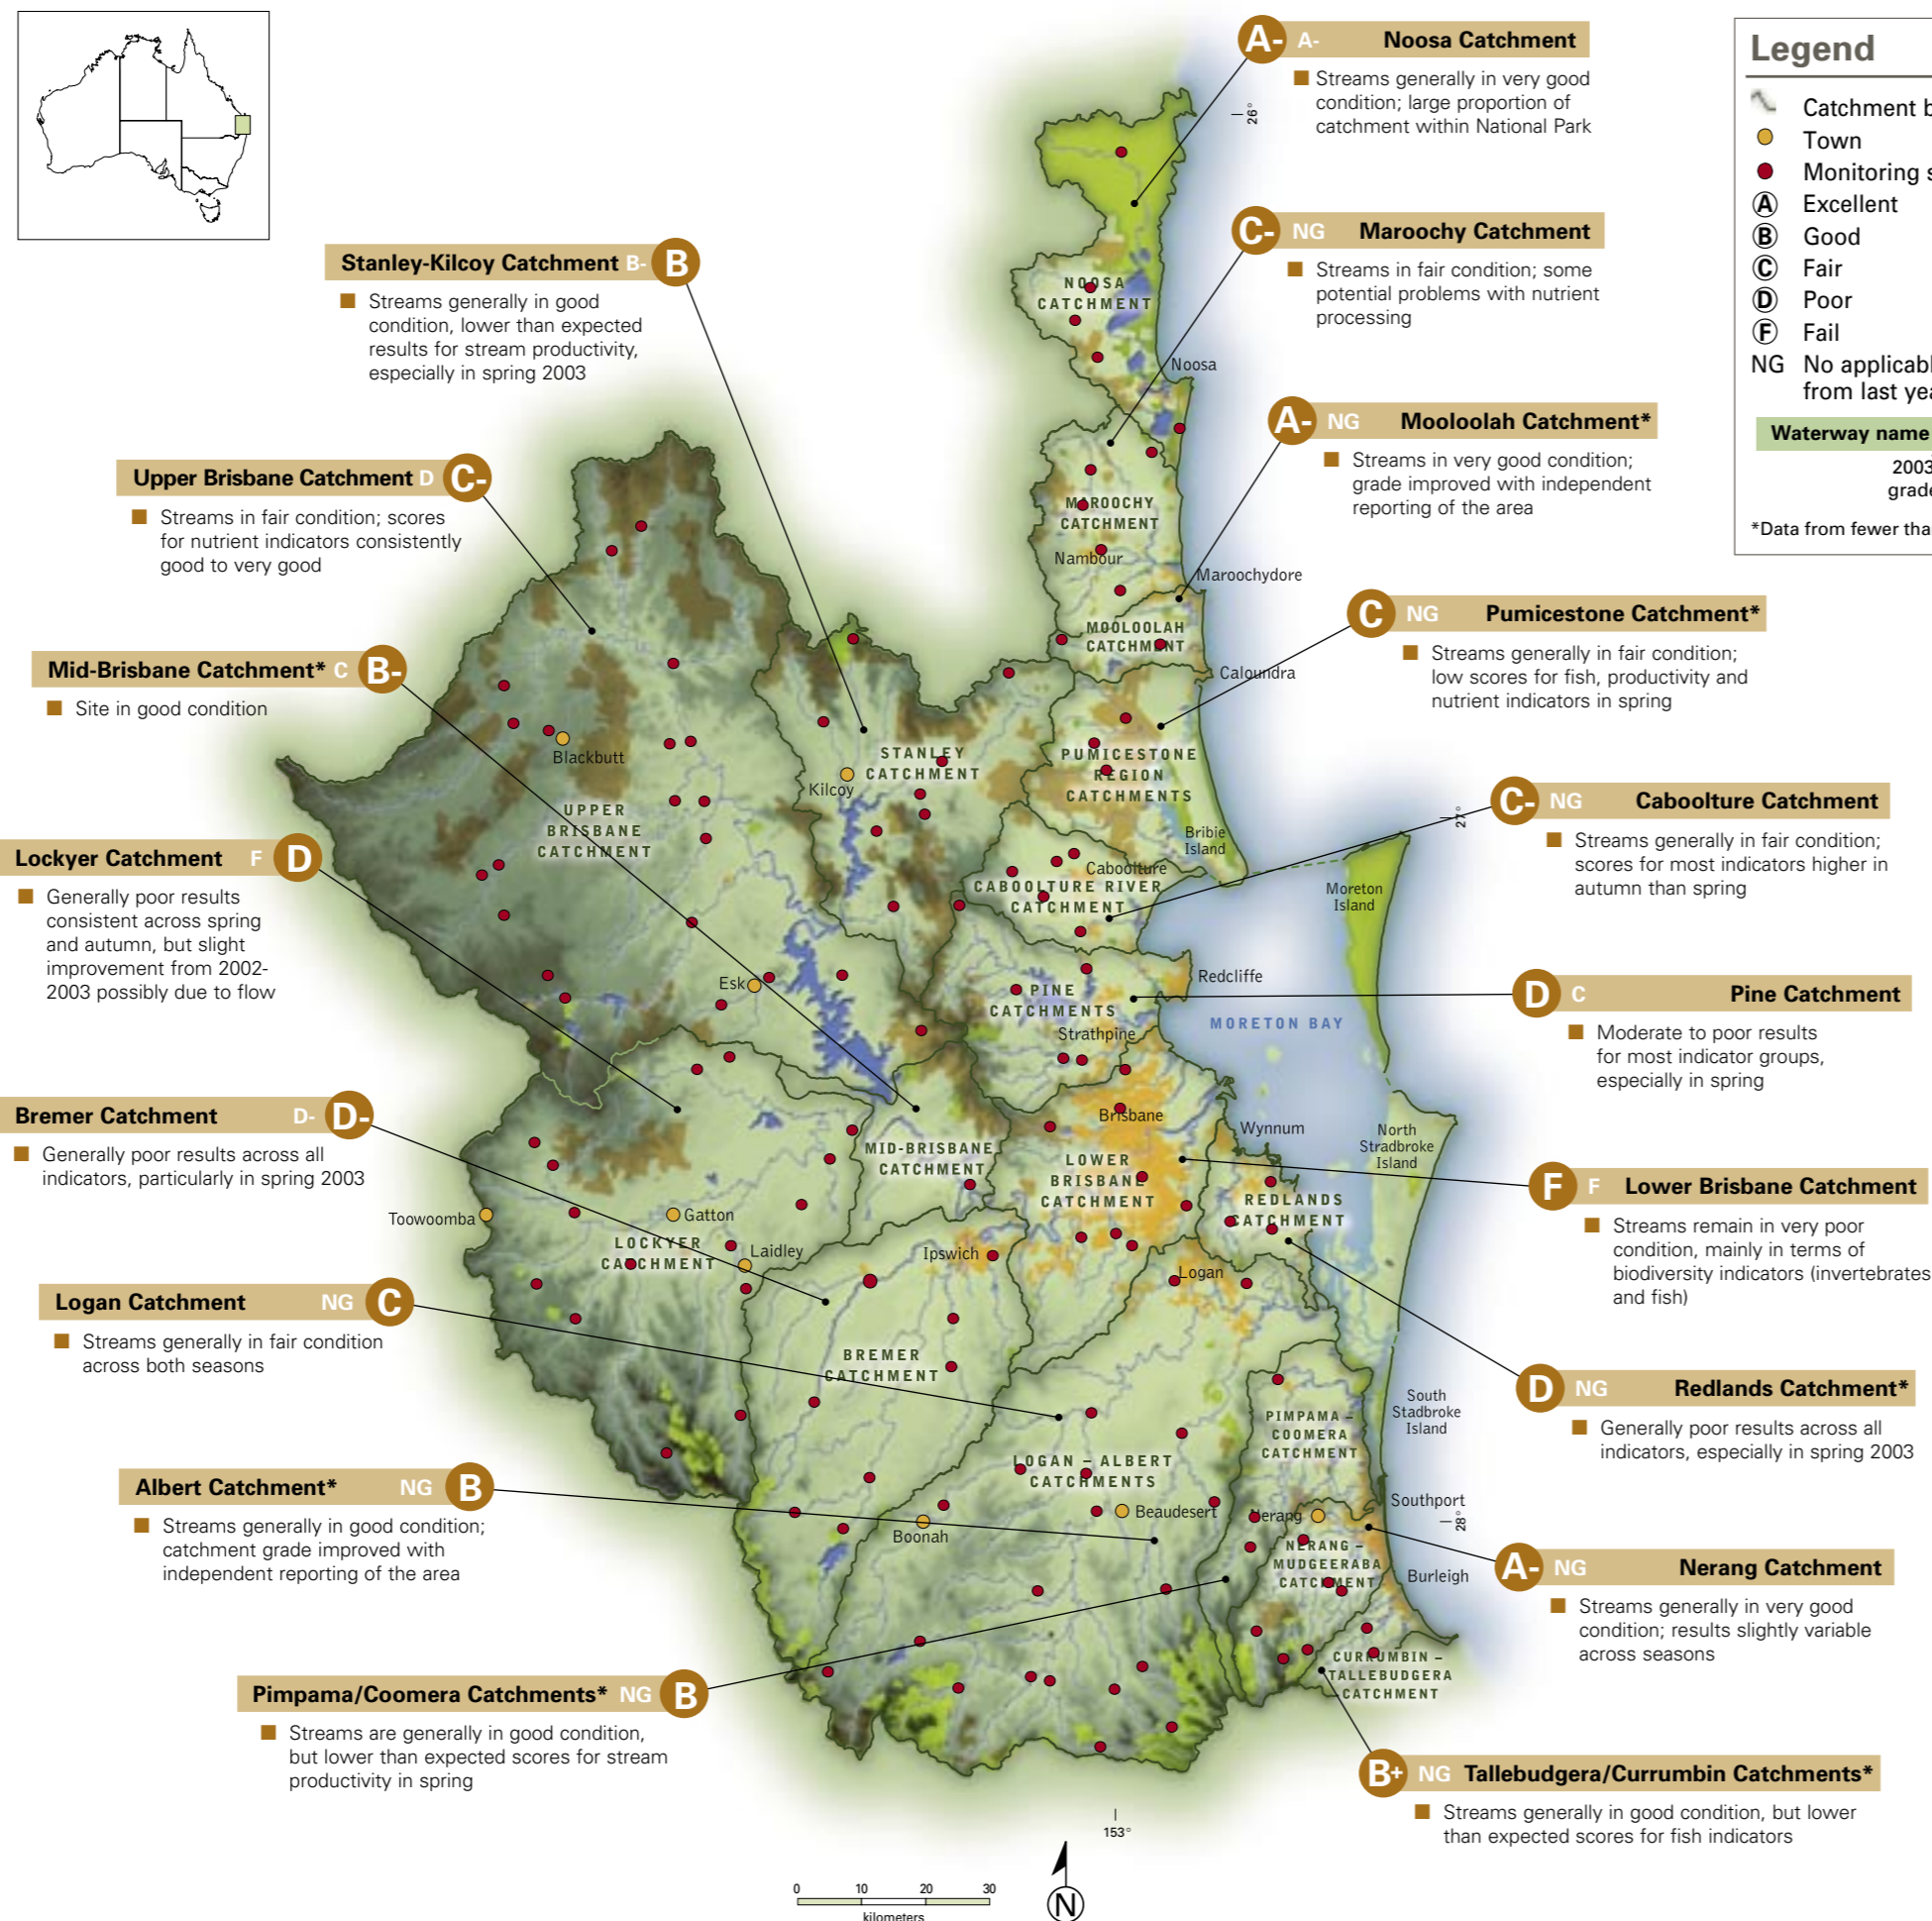 A- A- Noosa Catchment
Streams generally in very good
condition; large proportion of
catchment within National Park
C- NG Maroochy Catchment
Streams in fair condition; some
potential problems with nutrient
processing
A- NG Mooloolah Catchment*
Streams in very good condition;
grade improved with independent
reporting of the area
C NG Pumicestone Catchment*
Streams generally in fair condition;
low scores for fish, productivity and
nutrient indicators in spring
C- NG Caboolture Catchment
Streams generally in fair condition;
scores for most indicators higher in
autumn than spring
D C Pine Catchment
Moderate to poor results
for most indicator groups,
especially in spring
F F Lower Brisbane Catchment
Streams remain in very poor
condition, mainly in terms of
biodiversity indicators (invertebrates
and fish)
D NG Redlands Catchment*
Generally poor results across all
indicators, especially in spring 2003
A- NG Nerang Catchment
Streams generally in very good
condition; results slightly variable
across seasons
B+ NG Tallebudgera/Currumbin Catchments*
Streams generally in good condition, but lower
than expected scores for fish indicators
Stanley-Kilcoy Catchment B- B
Streams generally in good
condition, lower than expected
results for stream productivity,
especially in spring 2003
Upper Brisbane Catchment D C-
Streams in fair condition; scores
for nutrient indicators consistently
good to very good
Mid-Brisbane Catchment* C B-
Site in good condition
Lockyer Catchment F D
Generally poor results
consistent across spring
and autumn, but slight
improvement from 2002-
2003 possibly due to flow
Bremer Catchment D- D-
Generally poor results across all
indicators, particularly in spring 2003
Logan Catchment NG C
Streams generally in fair condition
across both seasons
Albert Catchment* NG B
Streams generally in good condition;
catchment grade improved with
independent reporting of the area
Pimpama/Coomera Catchments* NG B
Streams are generally in good condition,
but lower than expected scores for stream
productivity in spring
Legend
Catchment b
Town
Monitoring s
A Excellent
B Good
C Fair
D Poor
F Fail
NG No applicabl
from last yea
Waterway name
2003
grade
*Data from fewer tha
26°
NOOSA
CATCHMENT
Noosa
MAROOCHY
CATCHMENT
Nambour
Maroochydore
MOOLOOLAH
CATCHMENT
Caloundra
PUMICESTONE
REGION
CATCHMENTS
Bribie
Island
27°
STANLEY
CATCHMENT
Kilcoy
Blackbutt
UPPER
BRISBANE
CATCHMENT
Caboolture
CABOOLTURE RIVER
CATCHMENT
Moreton
Island
Esk
Redcliffe
PINE
CATCHMENTS
Strathpine
MORETON BAY
Brisbane
Wynnum
North
Stradbroke
Island
MID-BRISBANE
CATCHMENT
LOWER
BRISBANE
CATCHMENT
REDLANDS
CATCHMENT
Toowoomba
Gatton
LOCKYER
CATCHMENT
Laidley
Ipswich
Logan
BREMER
CATCHMENT
South
Stadbroke
Island
PIMPAMA –
COOMERA
CATCHMENT
LOGAN – ALBERT
CATCHMENTS
Beaudesert
Boonah
Southport
28°
Nerang
NERANG –
MUDGEERABA
CATCHMENT
Burleigh
CURRUMBIN –
TALLEBUDGERA
CATCHMENT
153°
0 10 20 30
kilometers
N